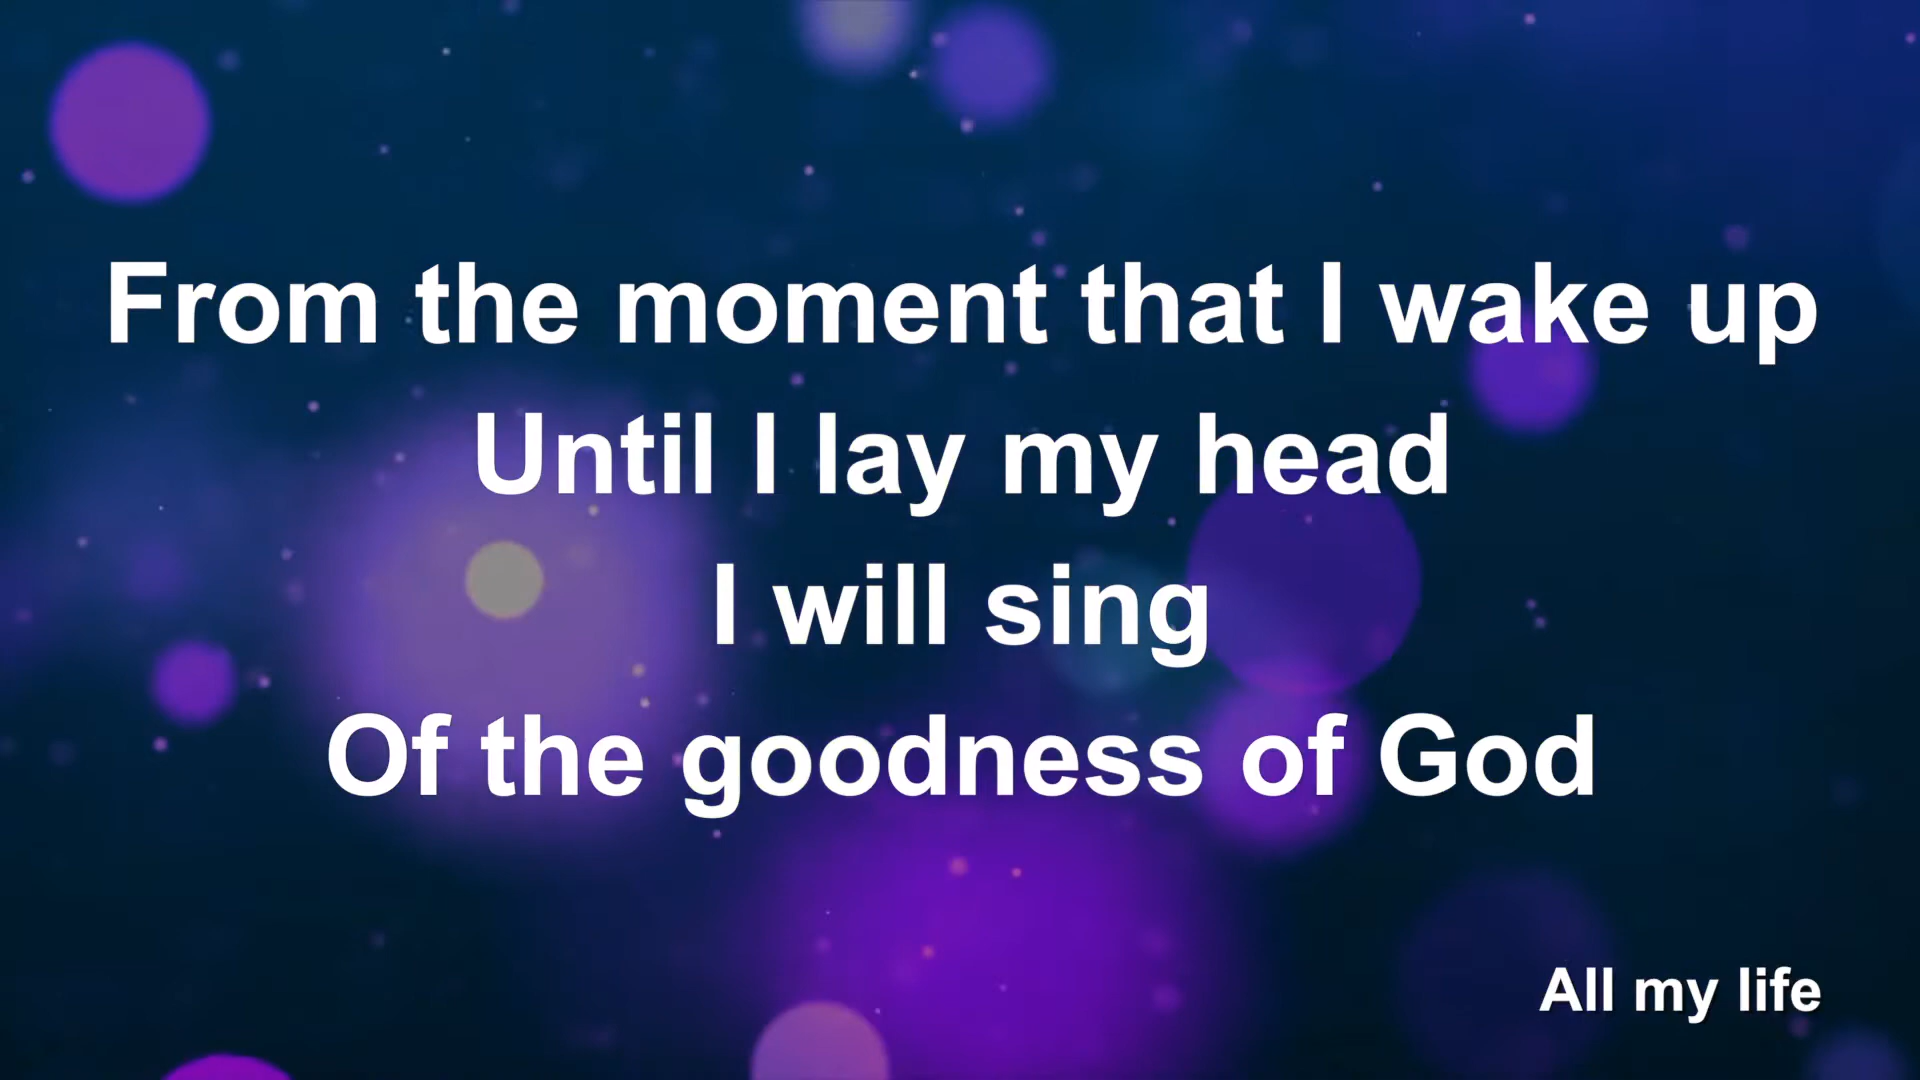 From the moment that I wake up
Until I lay my head
I will sing
Of the goodness of God
All my life